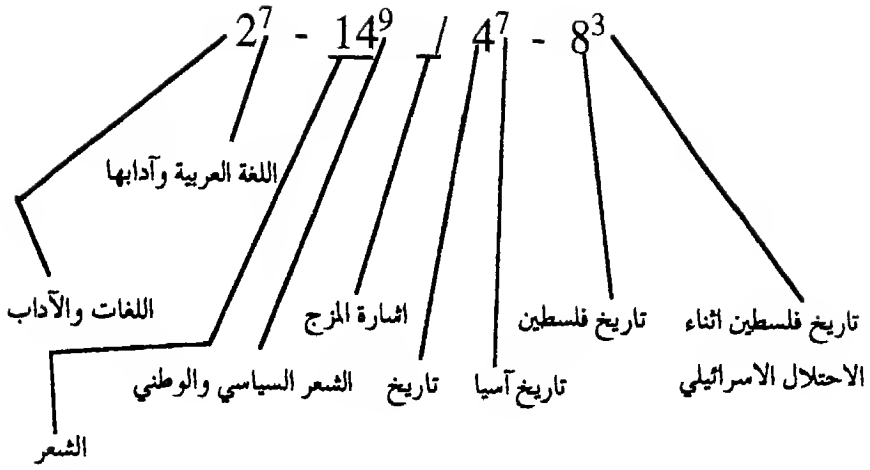 2⁷ - 14⁹ / 4⁷ - 8³
اللغة العربية وآدابها
تاريخ فلسطين اثناء تاريخ فلسطين اشارة المزج اللغات والآداب
الاحتلال الاسرائيلي تاريخ آسيا تاريخ الشعر السياسي والوطني
الشعر